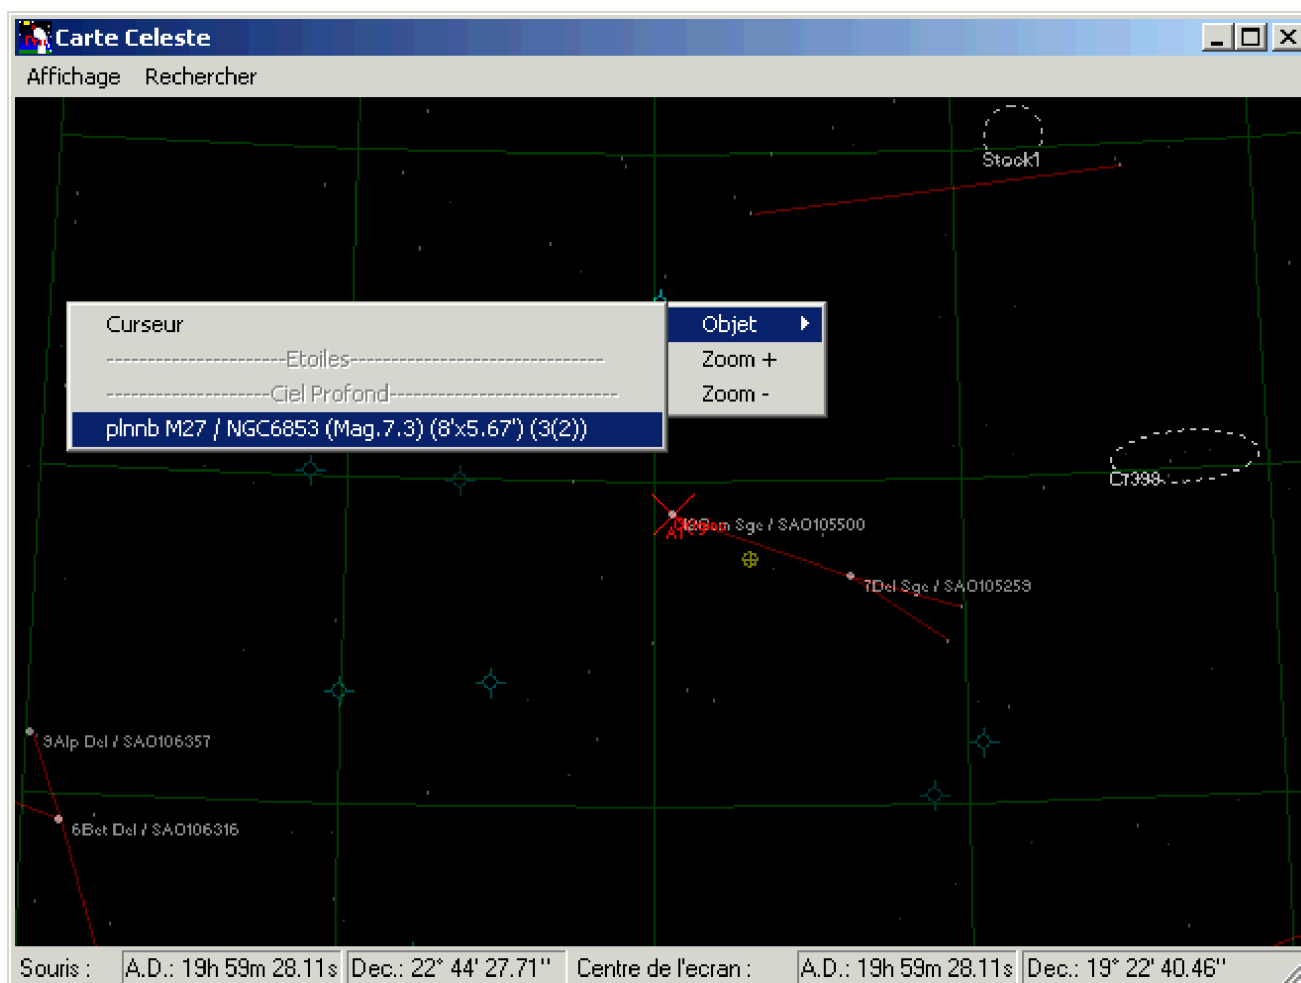 Carte Celeste
Affichage Rechercher
Stock1
Curseur
Objet
Etoiles
Zoom +
Ciel Profond
Zoom -
plnnb M27 / NGC6853 (Mag.7.3) (8'x5.67') (3(2))
Cr399
Sge / SAO105500
7Del Sge / SAO105259
9Alp Del / SAO106357
6Bet Del / SAO106316
Souris : A.D.: 19h 59m 28.11s Dec.: 22° 44' 27.71'' Centre de l'ecran : A.D.: 19h 59m 28.11s Dec.: 19° 22' 40.46''